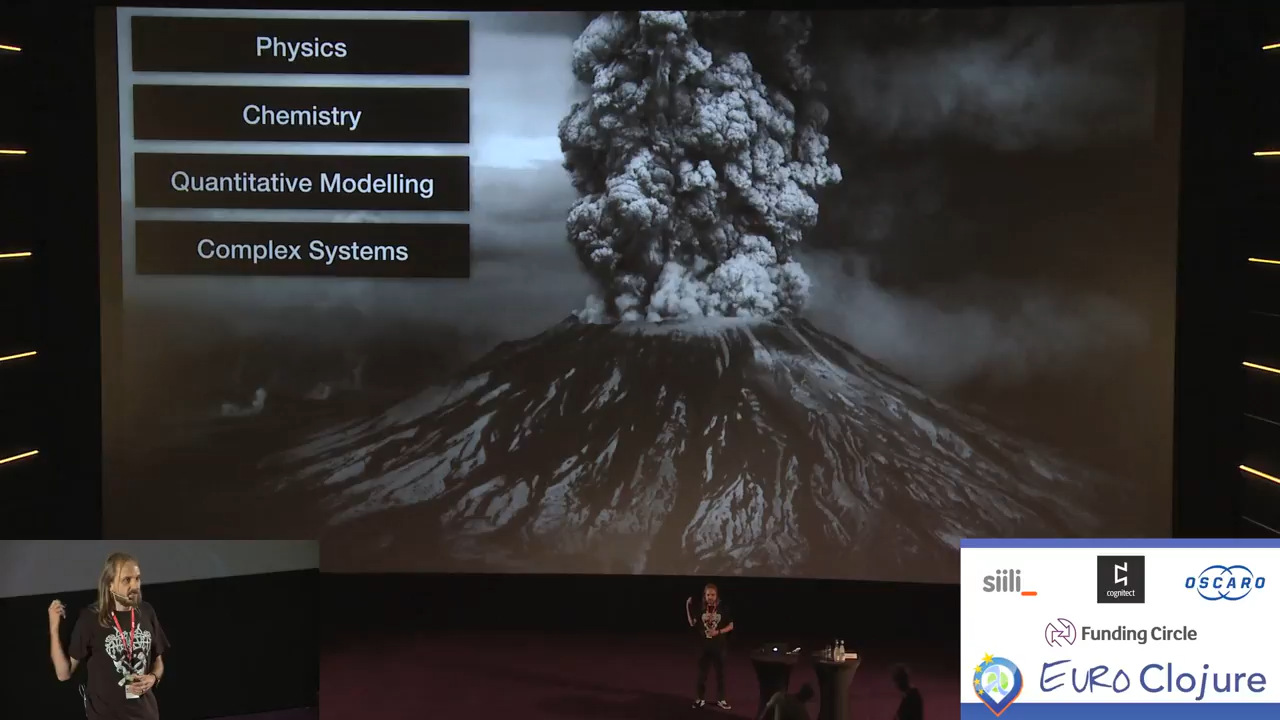 Physics
Chemistry
Quantitative Modelling
Complex Systems
siili_
cognitect
OSCARO
Funding Circle
EURO Clojure